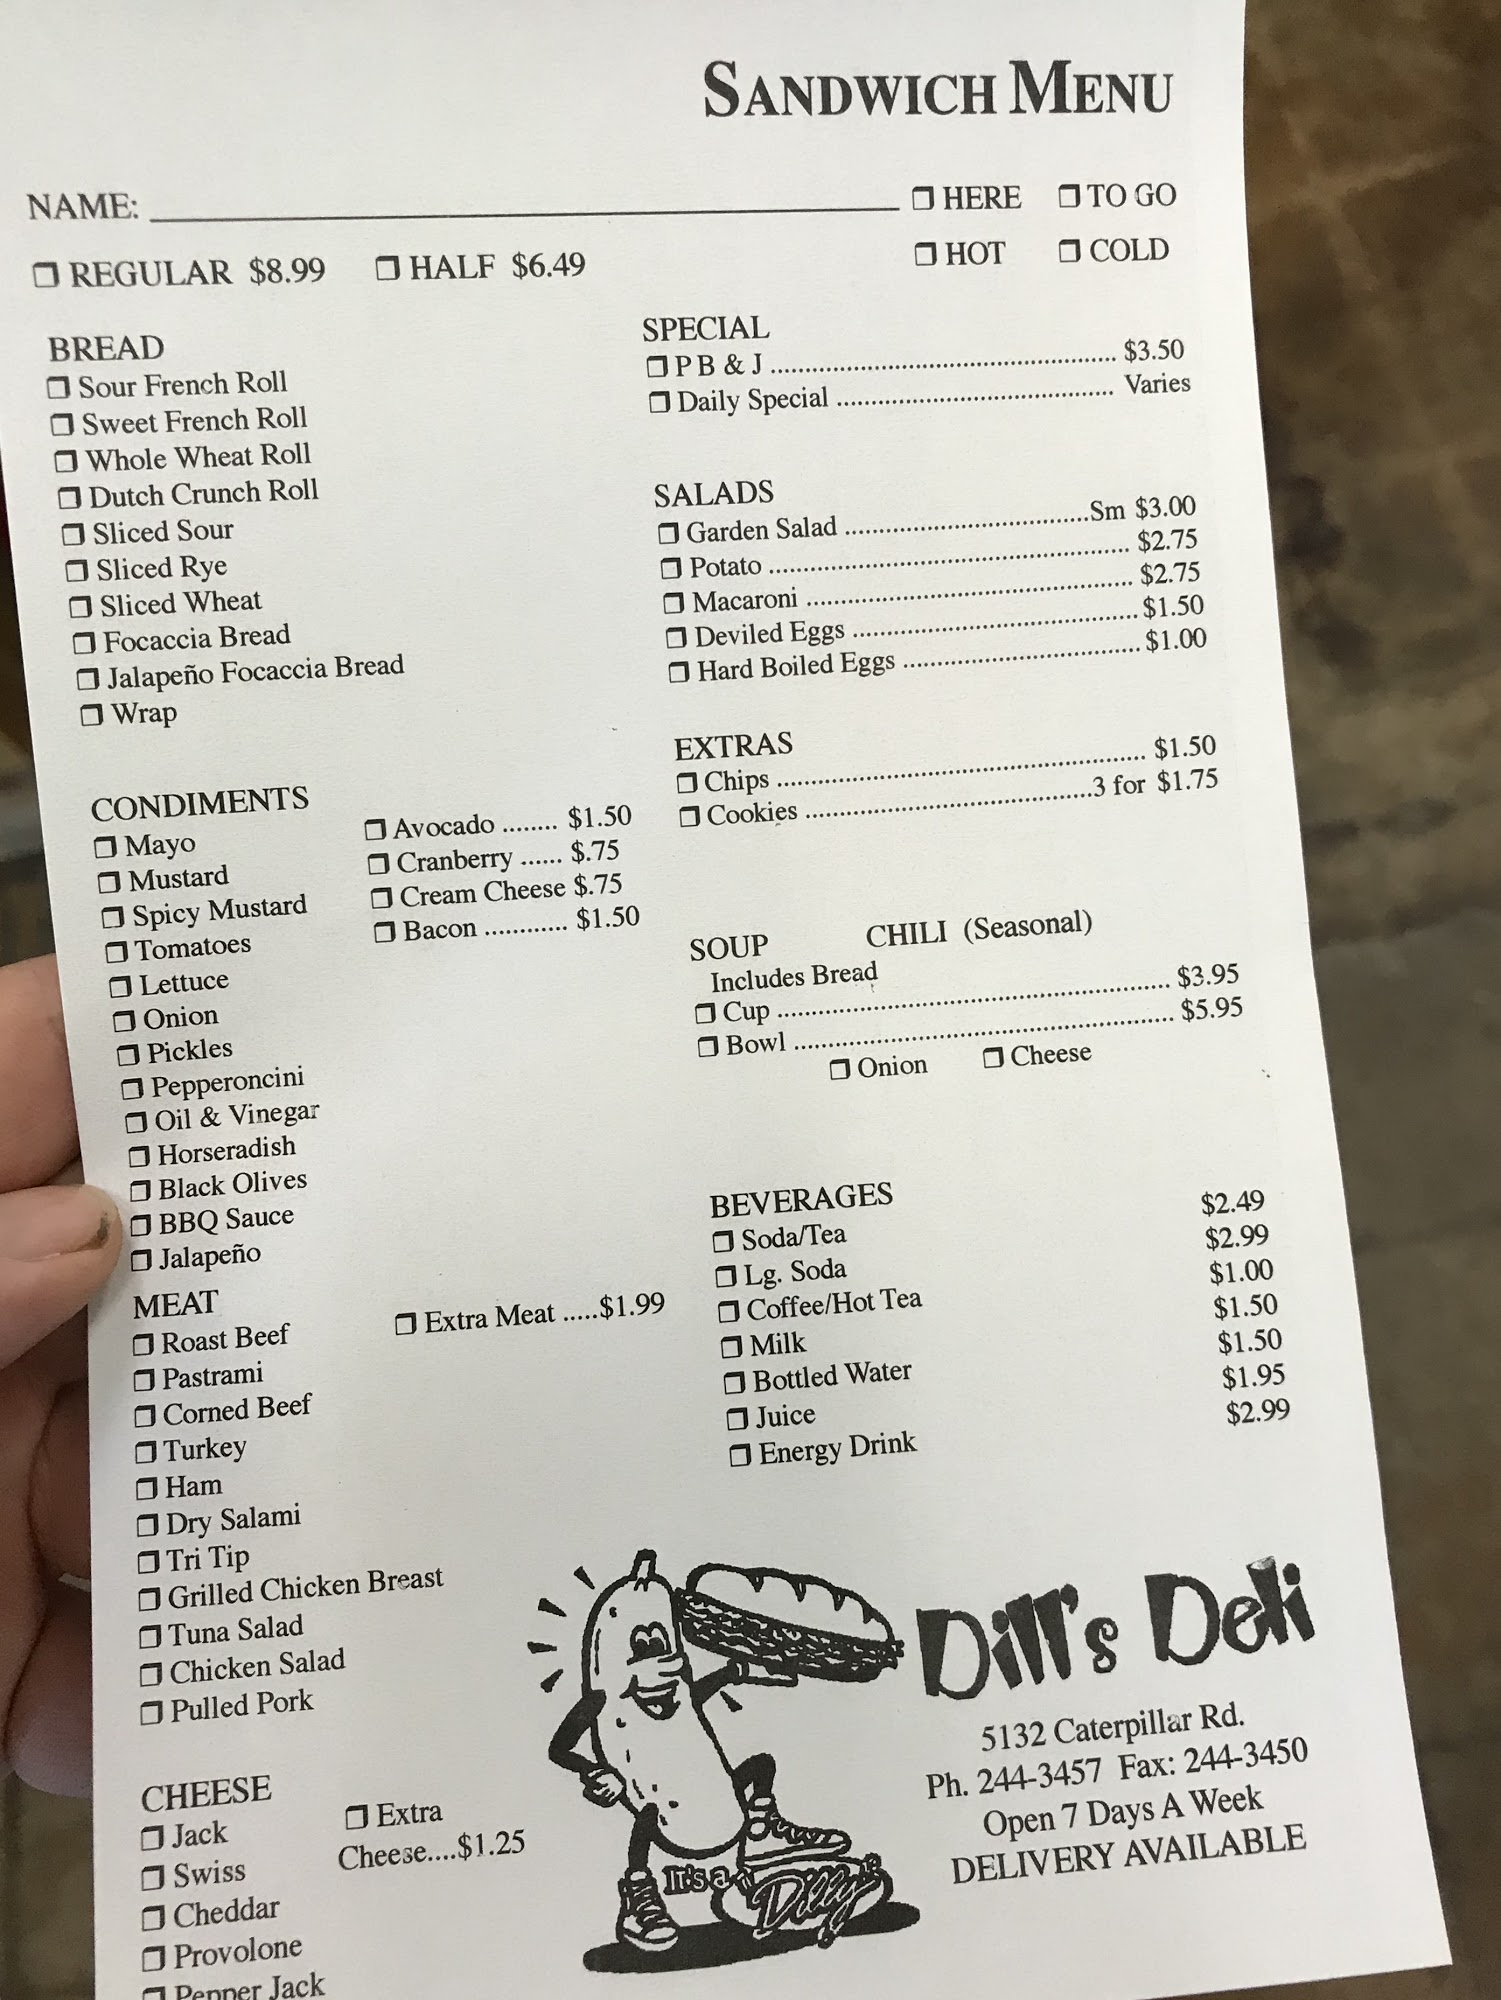 SANDWICH MENU
NAME:
HERE TO GO
REGULAR $8.99 HALF $6.49
HOT COLD
BREAD
Sour French Roll
Sweet French Roll
Whole Wheat Roll
Dutch Crunch Roll
Sliced Sour
Sliced Rye
Sliced Wheat
Focaccia Bread
Jalapeño Focaccia Bread
Wrap
CONDIMENTS
Mayo
Mustard
Spicy Mustard
Tomatoes
Lettuce
Onion
Pickles
Pepperoncini
Oil & Vinegar
Horseradish
Black Olives
BBQ Sauce
Jalapeño
Avocado ........ $1.50
Cranberry ...... $.75
Cream Cheese $.75
Bacon ............ $1.50
MEAT
Roast Beef
Pastrami
Corned Beef
Turkey
Ham
Dry Salami
Tri Tip
Grilled Chicken Breast
Tuna Salad
Chicken Salad
Pulled Pork
Extra Meat .....$1.99
CHEESE
Jack
Swiss
Cheddar
Provolone
Pepper Jack
Extra
Cheese....$1.25
SPECIAL
P B & J ........ $3.50
Daily Special ........ Varies
SALADS
Garden Salad ........ Sm $3.00
Potato ........ $2.75
Macaroni ........ $2.75
Deviled Eggs ........ $1.50
Hard Boiled Eggs ........ $1.00
EXTRAS
Chips ........ $1.50
Cookies ........ 3 for $1.75
SOUP CHILI (Seasonal)
Includes Bread
Cup ........ $3.95
Bowl ........ $5.95
Onion Cheese
BEVERAGES
Soda/Tea $2.49
Lg. Soda $2.99
Coffee/Hot Tea $1.00
Milk $1.50
Bottled Water $1.50
Juice $1.95
Energy Drink $2.99
It's a Dilly
Dill's Deli
5132 Caterpillar Rd.
Ph. 244-3457 Fax: 244-3450
Open 7 Days A Week
DELIVERY AVAILABLE